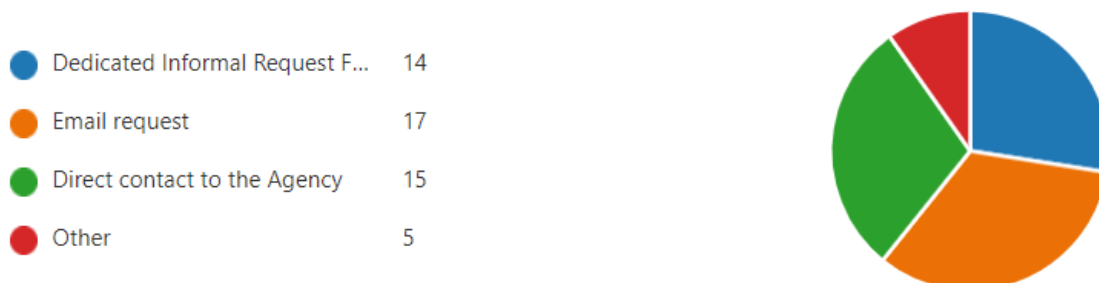 Dedicated Informal Request F... 14
Email request 17
Direct contact to the Agency 15
Other 5